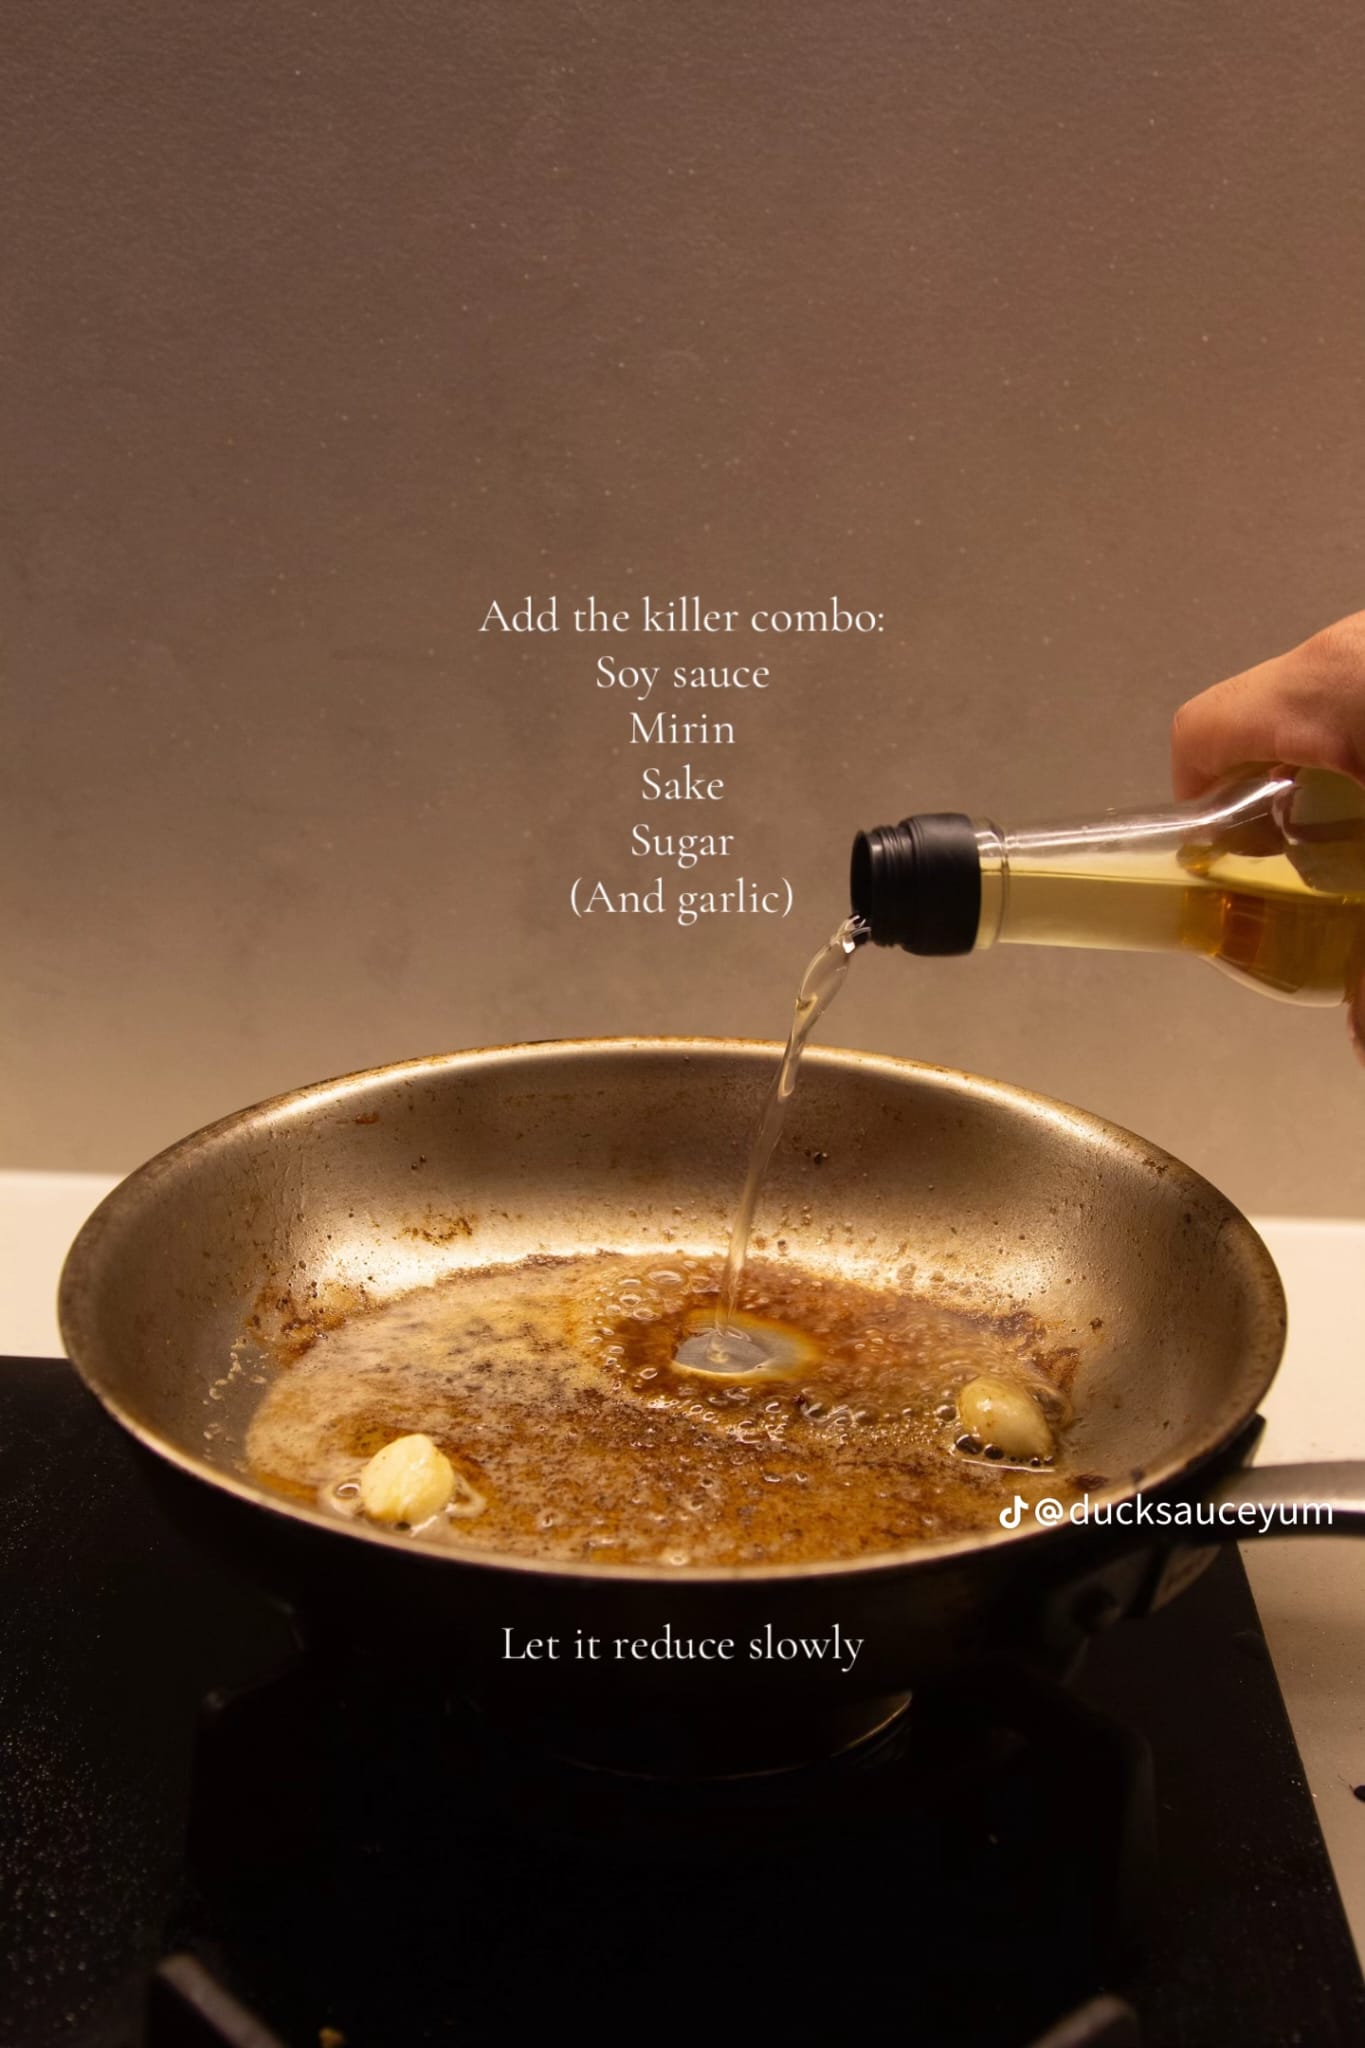 Add the killer combo:
Soy sauce
Mirin
Sake
Sugar
(And garlic)
@ducksauceyum
Let it reduce slowly